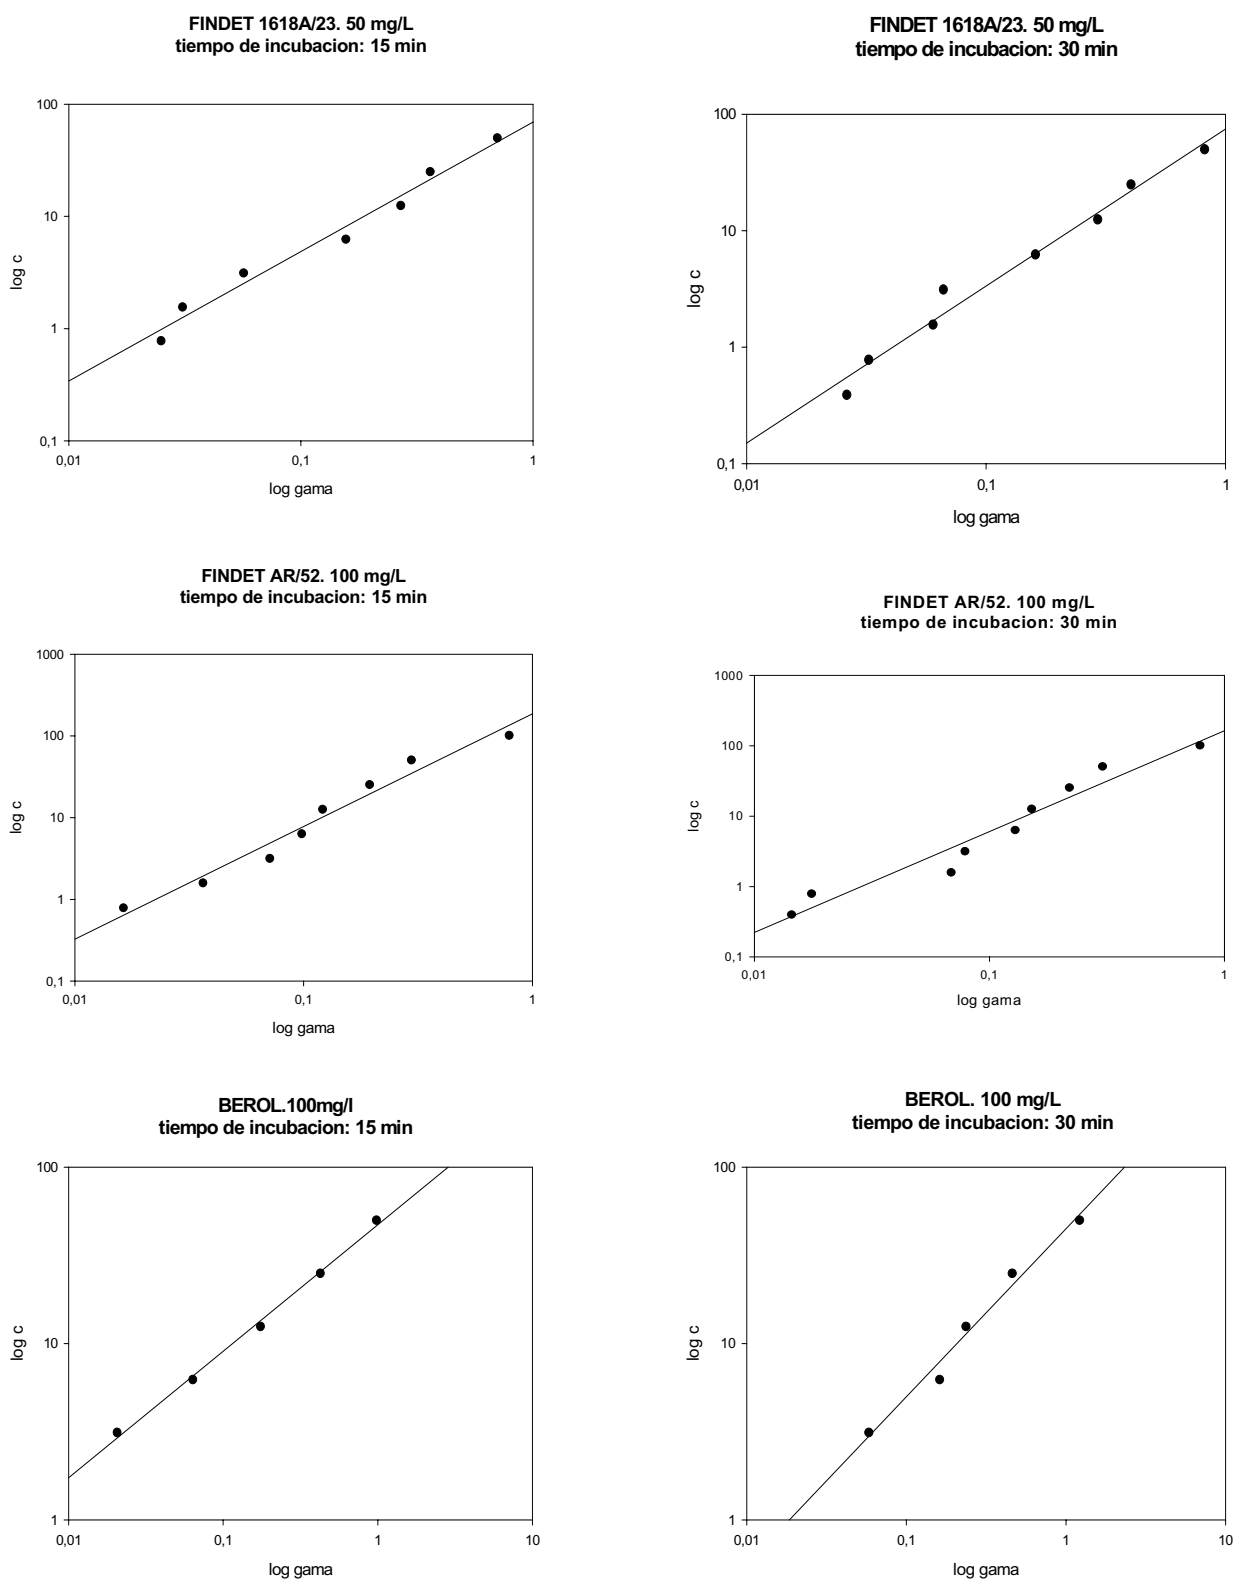 FINDET 1618A/23. 50 mg/L
tiempo de incubacion: 15 min
100
10
1
0,1
log c
0,01
0,1
1
log gama
FINDET 1618A/23. 50 mg/L
tiempo de incubacion: 30 min
100
10
1
0,1
log c
0,01
0,1
1
log gama
FINDET AR/52. 100 mg/L
tiempo de incubacion: 15 min
1000
100
10
1
0,1
log c
0,01
0,1
1
log gama
FINDET AR/52. 100 mg/L
tiempo de incubacion: 30 min
1000
100
10
1
0,1
log c
0,01
0,1
1
log gama
BEROL.100mg/l
tiempo de incubacion: 15 min
100
10
1
log c
0,01
0,1
1
10
log gama
BEROL. 100 mg/L
tiempo de incubacion: 30 min
100
10
1
log c
0,01
0,1
1
10
log gama